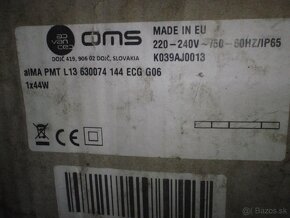 ad
van
ced
OMS
MADE IN EU
DOJČ 419, 906 02 DOJČ, SLOVAKIA
220-240V~/50-60HZ/IP65
K039AJ0013
aIMA PMT L13 630074 144 ECG G06
1x44W
bazos.sk